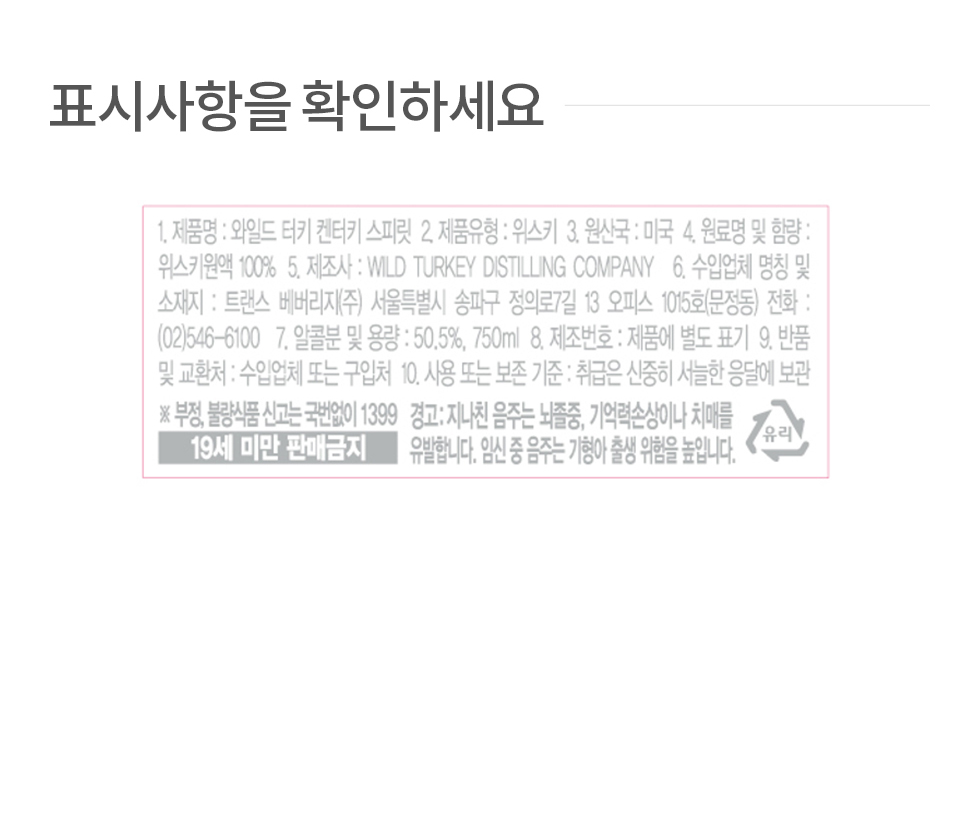 표시사항을 확인하세요
1. 제품명 : 와일드 터키 켄터키 스피릿 2. 제품유형 : 위스키 3. 원산국 : 미국 4. 원료명 및 함량 :
위스키원액 100% 5. 제조사 : WILD TURKEY DISTILLING COMPANY 6. 수입업체 명칭 및
소재지 : 트랜스 베버리지(주) 서울특별시 송파구 정의로7길 13 오피스 1015호(문정동) 전화 :
(02)546-6100 7. 알콜분 및 용량 : 50.5%, 750ml 8. 제조번호 : 제품에 별도 표기 9. 반품
및 교환처 : 수입업체 또는 구입처 10. 사용 또는 보존 기준 : 취급은 신중히 서늘한 응달에 보관
※ 부정, 불량식품 신고는 국번없이 1399
19세 미만 판매금지
경고 : 지나친 음주는 뇌졸중, 기억력손상이나 치매를
유발합니다. 임신 중 음주는 기형아 출생 위험을 높입니다.
유리